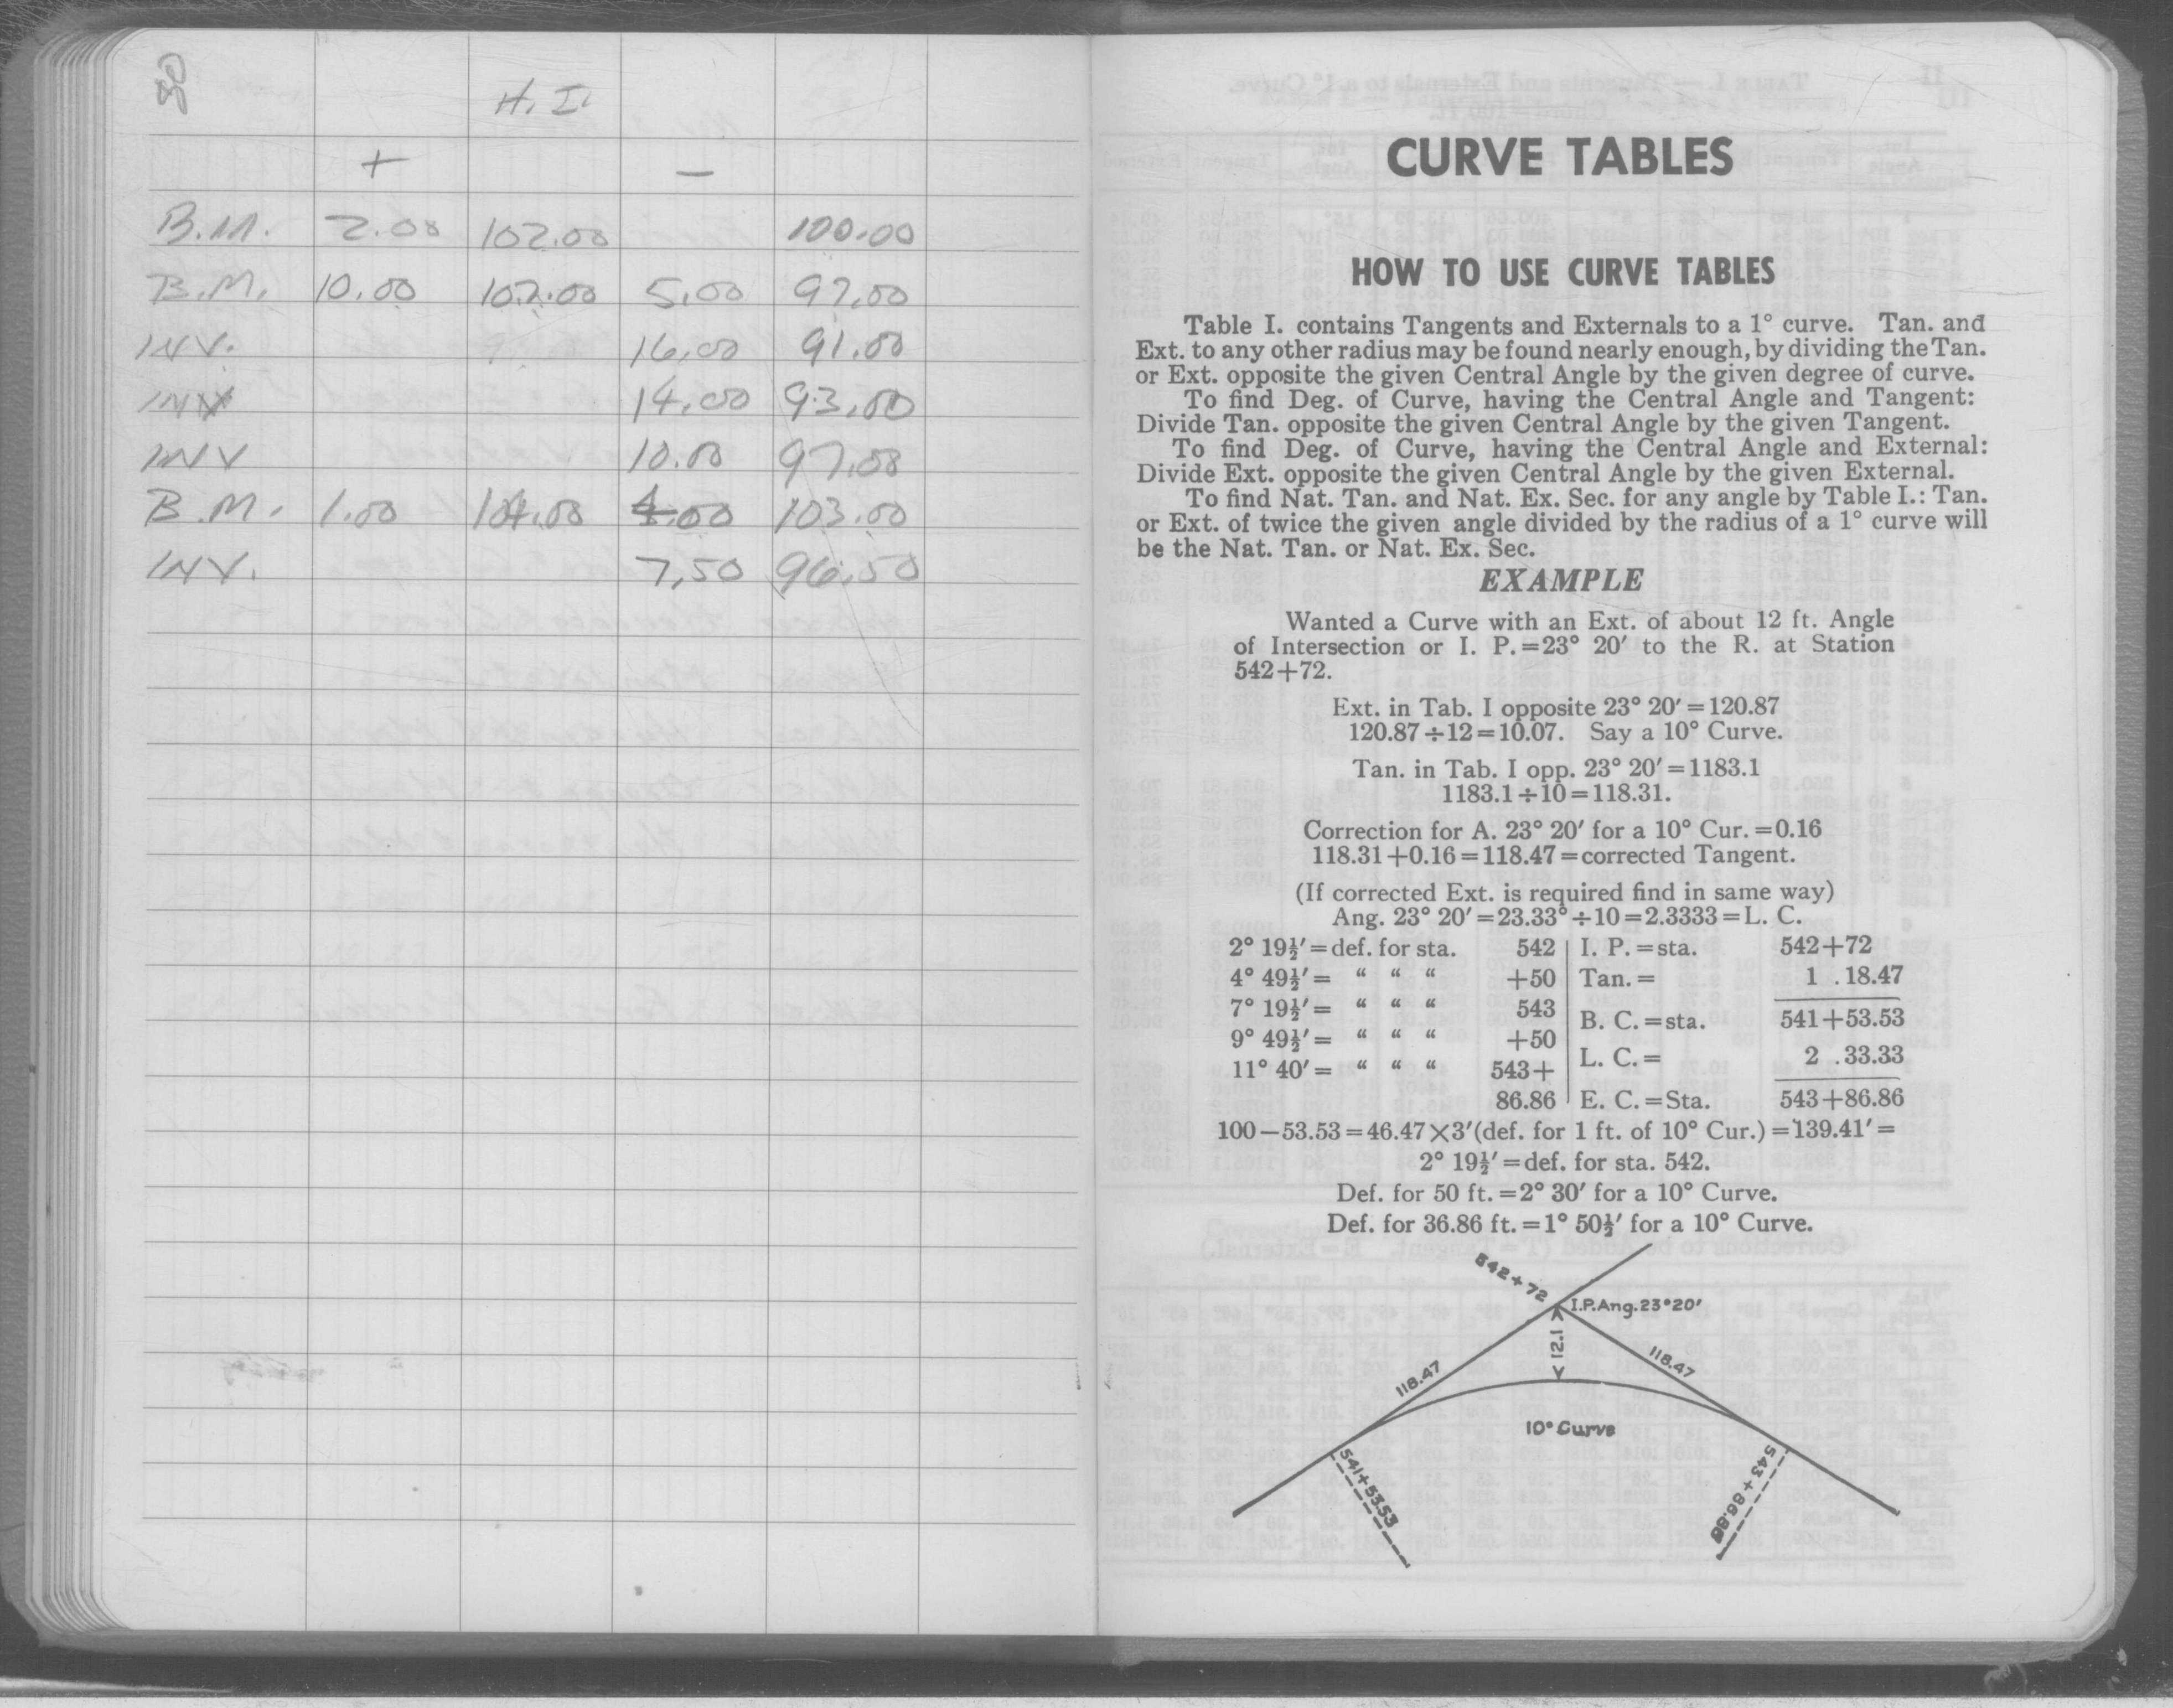 80
H. I.
+ −
B.M. 2.00 102.00 100.00
B.M. 10.00 107.00 5.00 97.00
INV. 16.00 91.00
INV 14.00 93.00
INV 10.00 97.00
B.M. 1.00 104.00 4.00 103.00
INV. 7.50 96.50
CURVE TABLES
HOW TO USE CURVE TABLES
Table I. contains Tangents and Externals to a 1° curve. Tan. and
Ext. to any other radius may be found nearly enough, by dividing the Tan.
or Ext. opposite the given Central Angle by the given degree of curve.
To find Deg. of Curve, having the Central Angle and Tangent:
Divide Tan. opposite the given Central Angle by the given Tangent.
To find Deg. of Curve, having the Central Angle and External:
Divide Ext. opposite the given Central Angle by the given External.
To find Nat. Tan. and Nat. Ex. Sec. for any angle by Table I.: Tan.
or Ext. of twice the given angle divided by the radius of a 1° curve will
be the Nat. Tan. or Nat. Ex. Sec.
EXAMPLE
Wanted a Curve with an Ext. of about 12 ft. Angle
of Intersection or I. P.=23° 20′ to the R. at Station
542+72.
Ext. in Tab. I opposite 23° 20′=120.87
120.87÷12=10.07. Say a 10° Curve.
Tan. in Tab. I opp. 23° 20′=1183.1
1183.1÷10=118.31.
Correction for A. 23° 20′ for a 10° Cur.=0.16
118.31+0.16=118.47=corrected Tangent.
(If corrected Ext. is required find in same way)
Ang. 23° 20′=23.33°÷10=2.3333=L. C.
2° 19½′=def. for sta. 542 I. P.=sta. 542+72
4° 49½′= “ “ “ +50 Tan.= 1 .18.47
7° 19½′= “ “ “ 543
B. C.=sta. 541+53.53
9° 49½′= “ “ “ +50
L. C.= 2 .33.33
11° 40′= “ “ “ 543+
86.86 E. C.=Sta. 543+86.86
100−53.53=46.47×3′(def. for 1 ft. of 10° Cur.)=139.41′=
2° 19½′=def. for sta. 542.
Def. for 50 ft.=2° 30′ for a 10° Curve.
Def. for 36.86 ft.=1° 50½′ for a 10° Curve.
542+72
I.P.Ang.23°20′
12.1
118.47
118.47
10° Curve
541+53.53
543+86.86